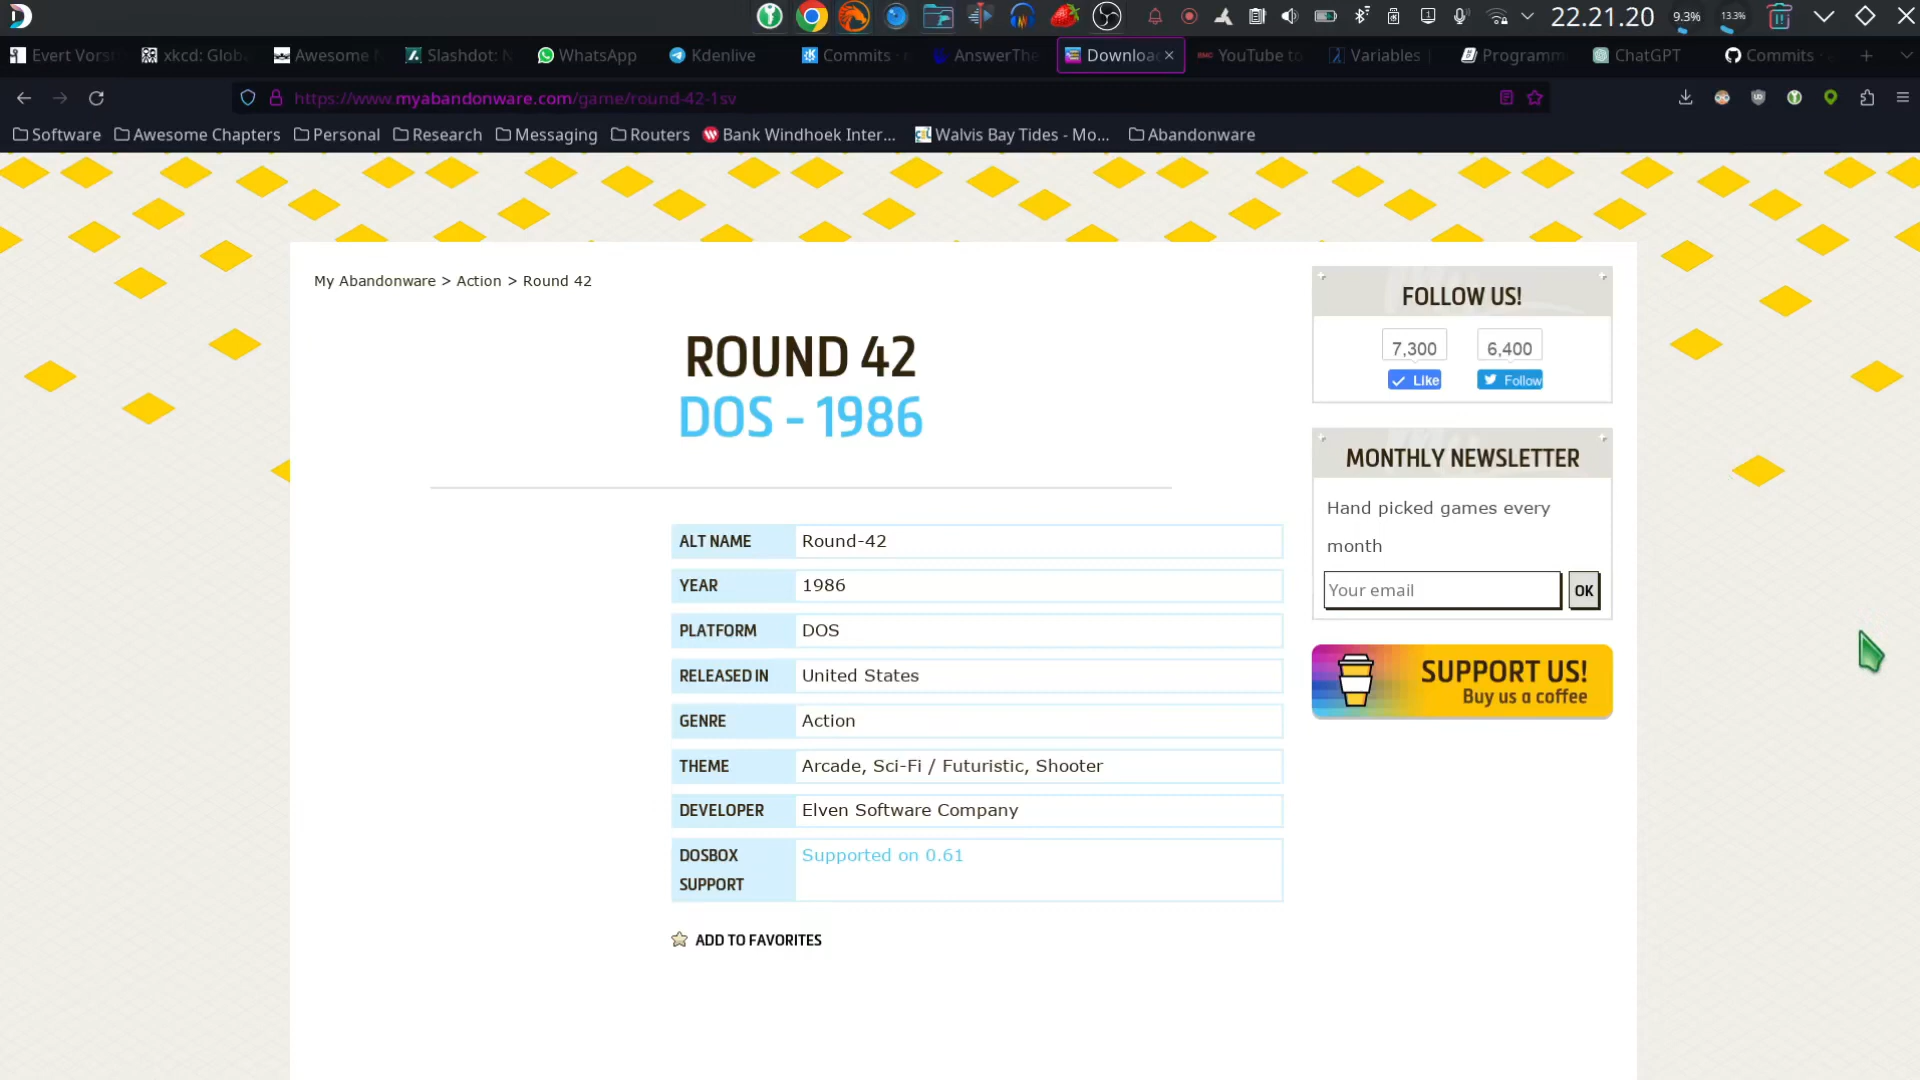 22.21.20
9.3%
13.3%
Evert Vorst
xkcd: Glob
Awesome
Slashdot: N
WhatsApp
Kdenlive
Commits
AnswerThe
Downloa
YouTube to
Variables
Programm
ChatGPT
Commits
https://www.myabandonware.com/game/round-42-1sv
Software
Awesome Chapters
Personal
Research
Messaging
Routers
Bank Windhoek Inter...
Walvis Bay Tides - Mo...
Abandonware
My Abandonware > Action > Round 42
ROUND 42
DOS - 1986
ALT NAME Round-42
YEAR 1986
PLATFORM DOS
RELEASED IN United States
GENRE Action
THEME Arcade, Sci-Fi / Futuristic, Shooter
DEVELOPER Elven Software Company
DOSBOX SUPPORT Supported on 0.61
ADD TO FAVORITES
FOLLOW US!
7,300
6,400
Like
Follow
MONTHLY NEWSLETTER
Hand picked games every
month
Your email
OK
SUPPORT US!
Buy us a coffee